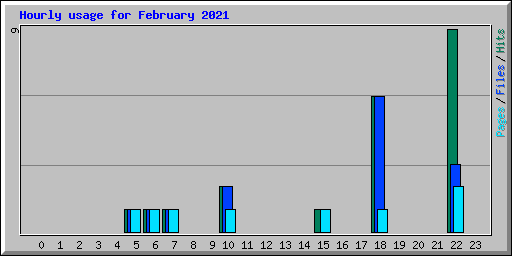 Hourly usage for February 2021
9
Pages/Files/Hits
0 1 2 3 4 5 6 7 8 9 10 11 12 13 14 15 16 17 18 19 20 21 22 23